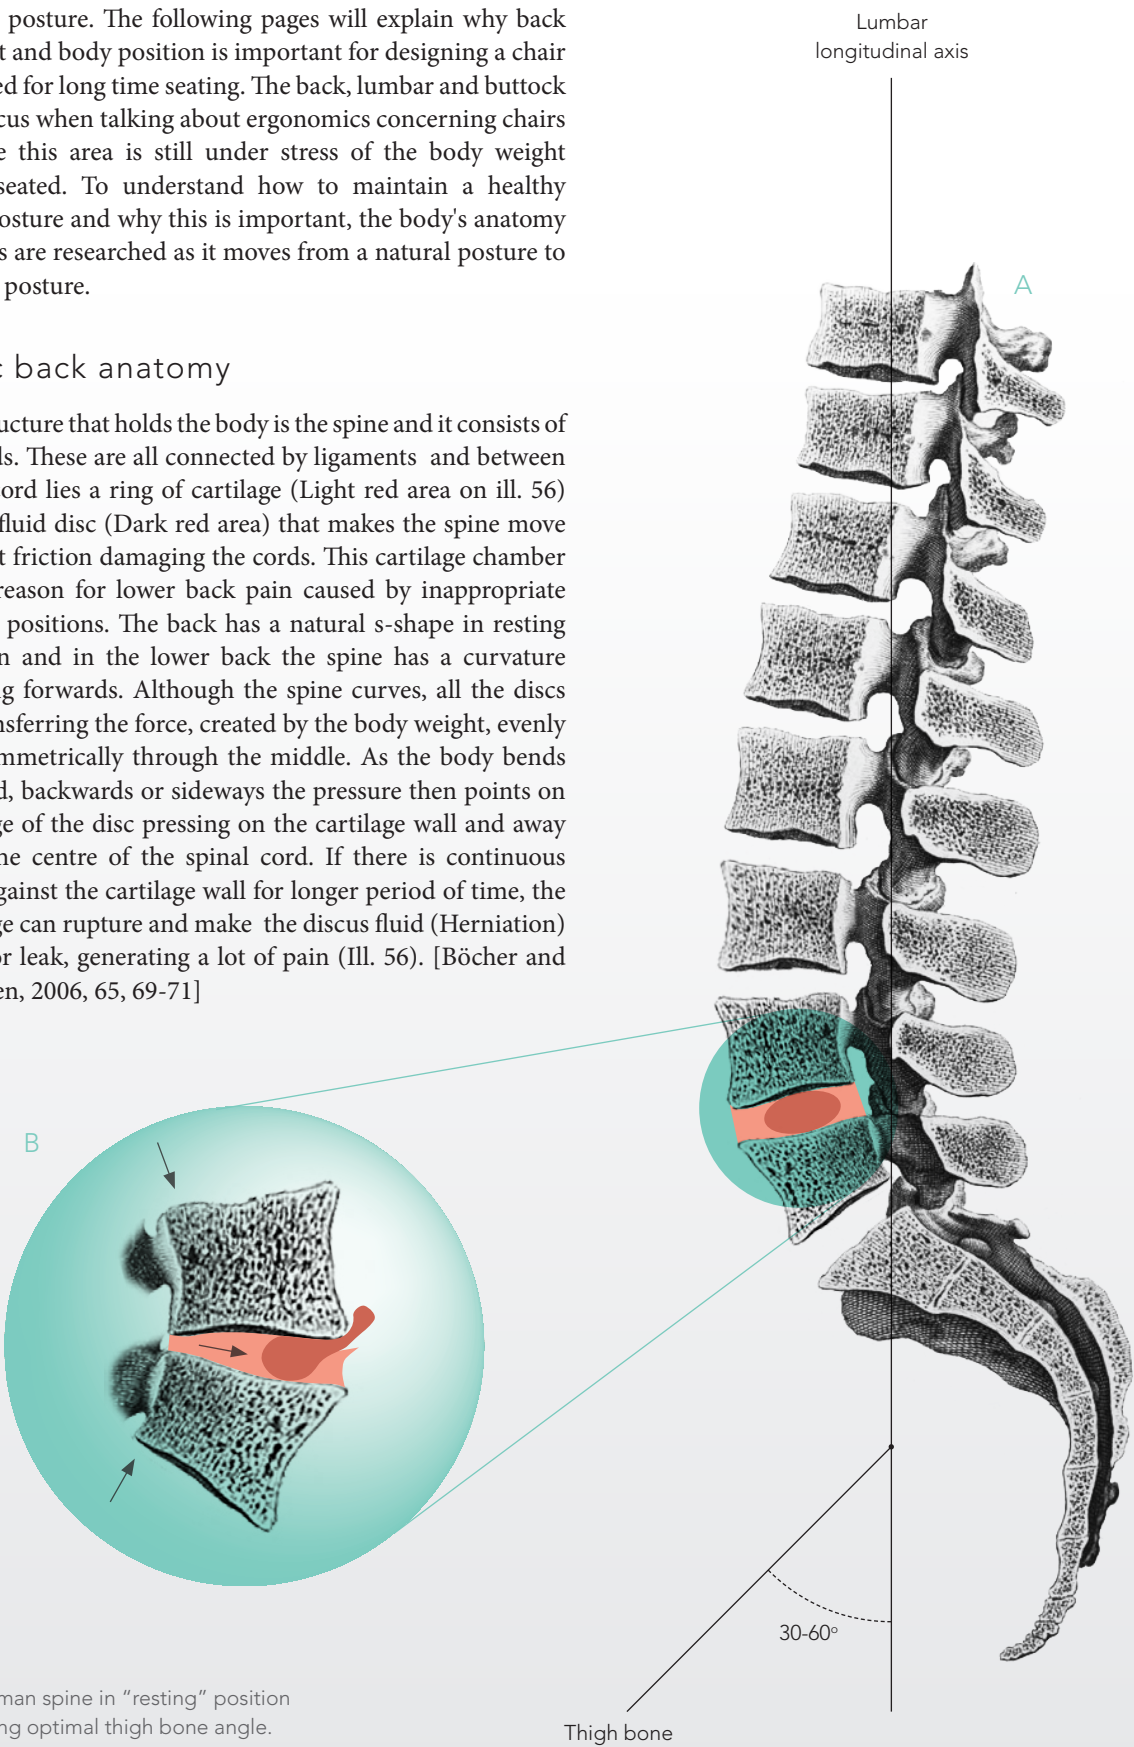 posture. The following pages will explain why back
t and body position is important for designing a chair
ed for long time seating. The back, lumbar and buttock
cus when talking about ergonomics concerning chairs
e this area is still under stress of the body weight
seated. To understand how to maintain a healthy
osture and why this is important, the body's anatomy
s are researched as it moves from a natural posture to
posture.
c back anatomy
ucture that holds the body is the spine and it consists of
ds. These are all connected by ligaments and between
cord lies a ring of cartilage (Light red area on ill. 56)
fluid disc (Dark red area) that makes the spine move
t friction damaging the cords. This cartilage chamber
reason for lower back pain caused by inappropriate
positions. The back has a natural s-shape in resting
n and in the lower back the spine has a curvature
ng forwards. Although the spine curves, all the discs
nsferring the force, created by the body weight, evenly
mmetrically through the middle. As the body bends
d, backwards or sideways the pressure then points on
ge of the disc pressing on the cartilage wall and away
he centre of the spinal cord. If there is continuous
gainst the cartilage wall for longer period of time, the
ge can rupture and make the discus fluid (Herniation)
or leak, generating a lot of pain (Ill. 56). [Böcher and
en, 2006, 65, 69-71]
Lumbar
longitudinal axis
A
B
30-60°
Thigh bone
man spine in “resting” position
ng optimal thigh bone angle.